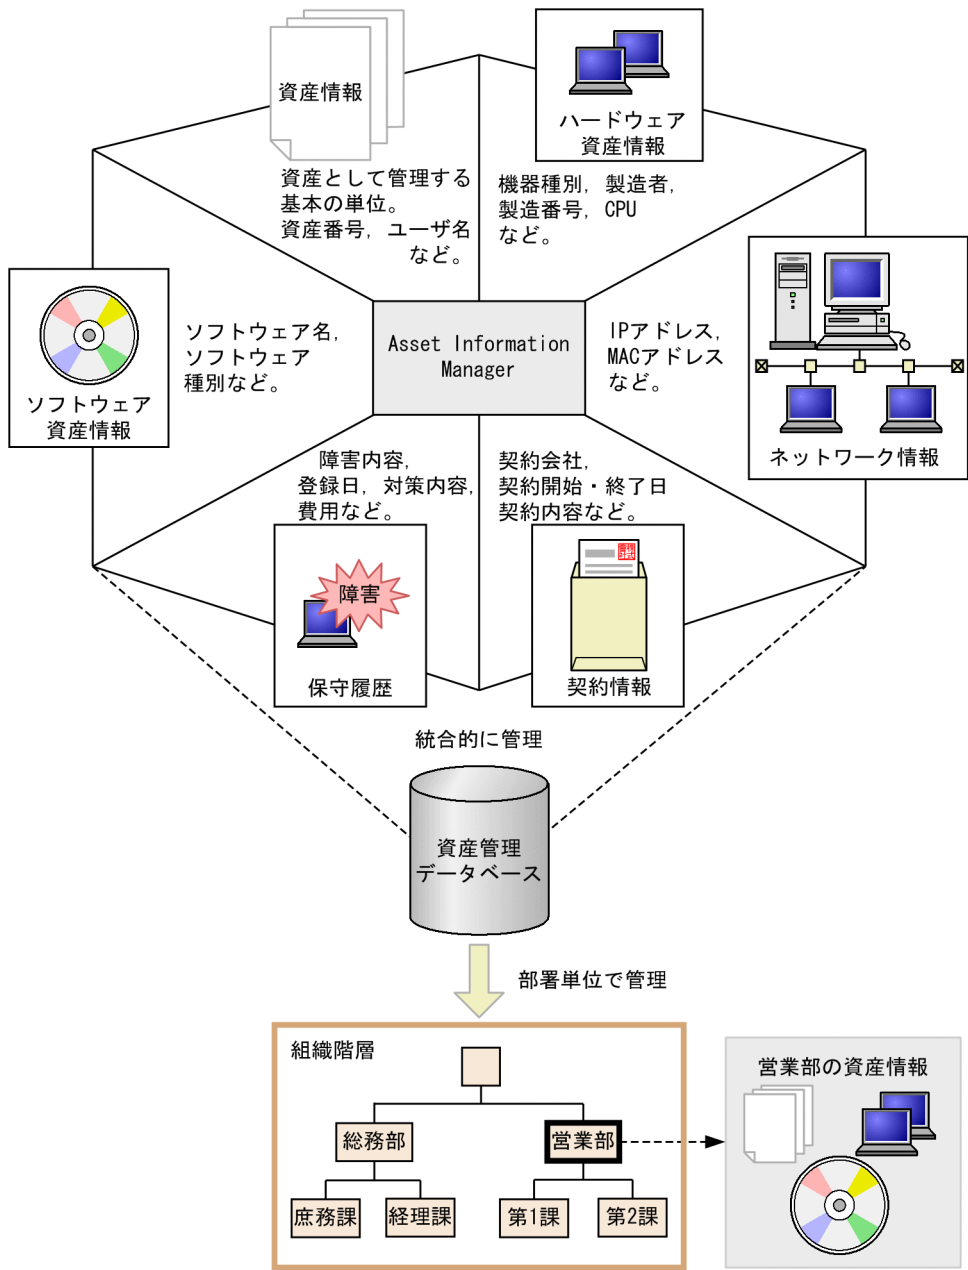 資産情報
ハードウェア
資産情報
資産として管理する
基本の単位。
資産番号，ユーザ名
など。
機器種別，製造者，
製造番号，CPU
など。
ソフトウェア名，
ソフトウェア
種別など。
Asset Information
Manager
IPアドレス，
MACアドレス
など。
ソフトウェア
資産情報
ネットワーク情報
障害内容，
登録日，対策内容，
費用など。
契約会社，
契約開始・終了日
契約内容など。
障害
保守履歴
契約情報
統合的に管理
資産管理
データベース
部署単位で管理
組織階層
総務部
営業部
庶務課
経理課
第1課
第2課
営業部の資産情報